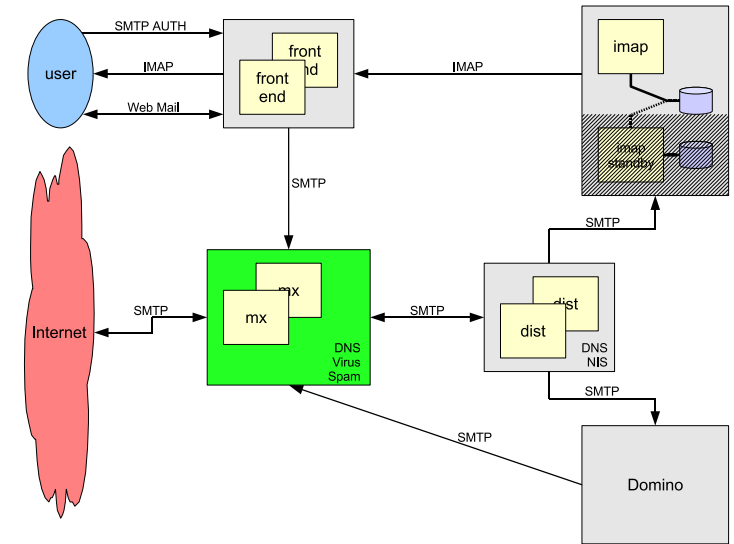 SMTP AUTH
user
IMAP
Web Mail
front
nd
front
end
IMAP
imap
imap
standby
SMTP
SMTP
Internet
SMTP
mx
mx
DNS
Virus
Spam
SMTP
dist
dist
DNS
NIS
SMTP
SMTP
Domino